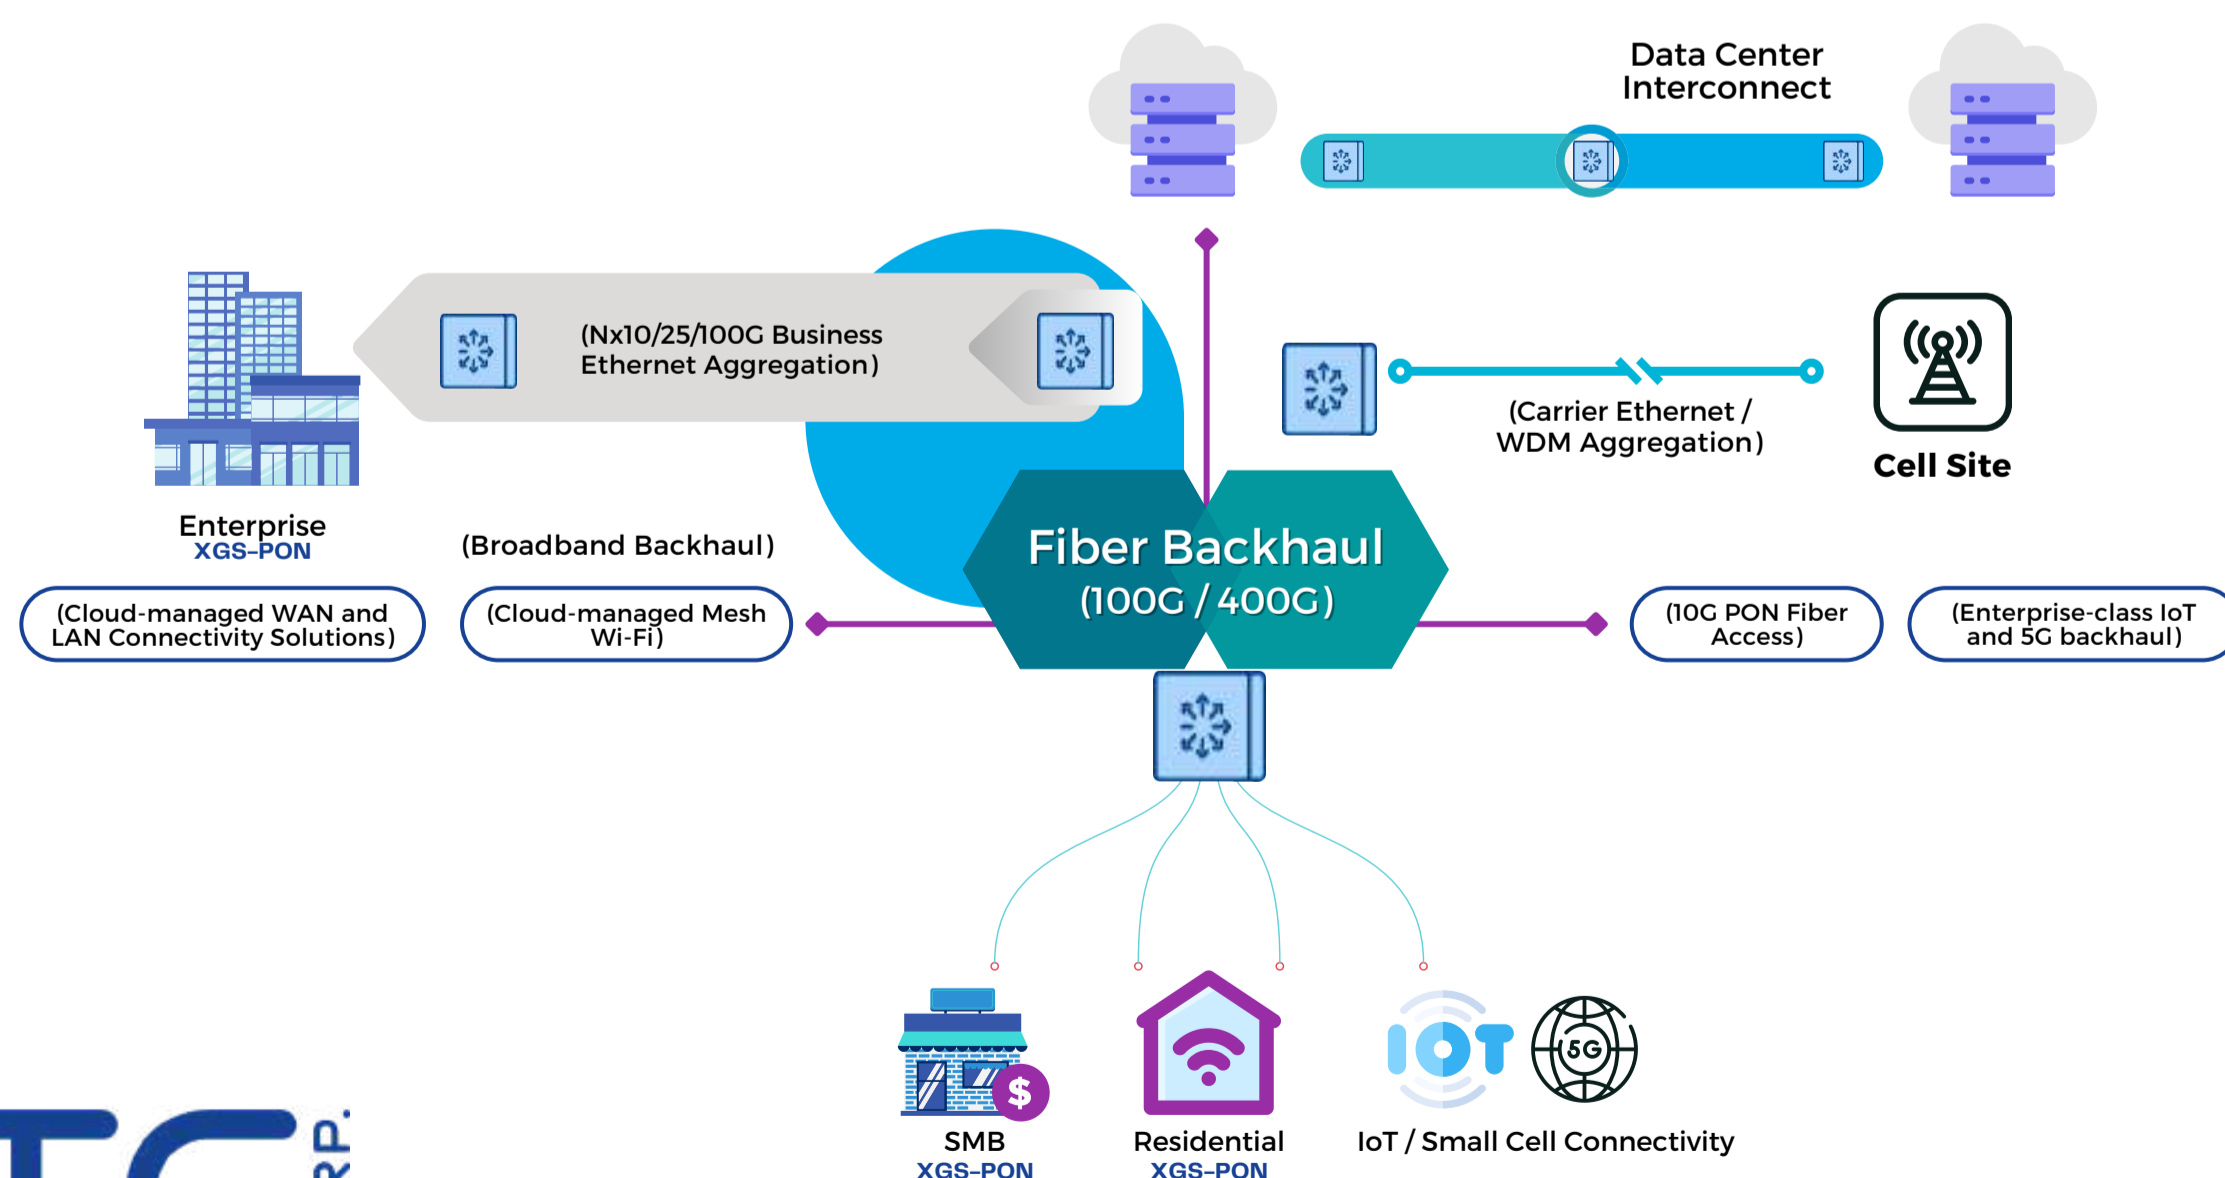 Data Center
Interconnect
(Nx10/25/100G Business
Ethernet Aggregation)
(Carrier Ethernet /
WDM Aggregation)
Cell Site
Enterprise
XGS-PON
(Broadband Backhaul)
Fiber Backhaul
(100G / 400G)
(Cloud-managed WAN and
LAN Connectivity Solutions)
(Cloud-managed Mesh
Wi-Fi)
(10G PON Fiber
Access)
(Enterprise-class IoT
and 5G backhaul)
IOT
5G
$
SMB
XGS-PON
Residential
XGS-PON
IoT / Small Cell Connectivity